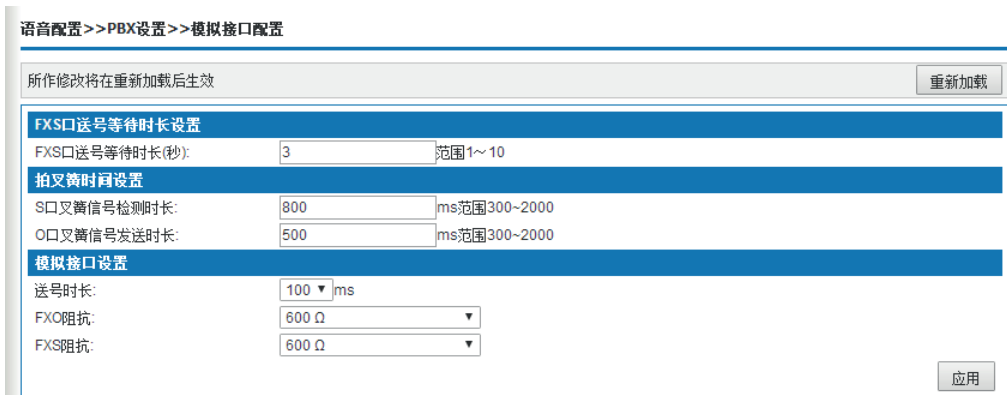 语音配置>>PBX设置>>模拟接口配置
所作修改将在重新加载后生效 重新加载
FXS口送号等待时长设置
FXS口送号等待时长(秒): 3 范围1～10
拍叉簧时间设置
S口叉簧信号检测时长: 800 ms范围300~2000
O口叉簧信号发送时长: 500 ms范围300~2000
模拟接口设置
送号时长: 100 ms
FXO阻抗: 600 Ω
FXS阻抗: 600 Ω
应用